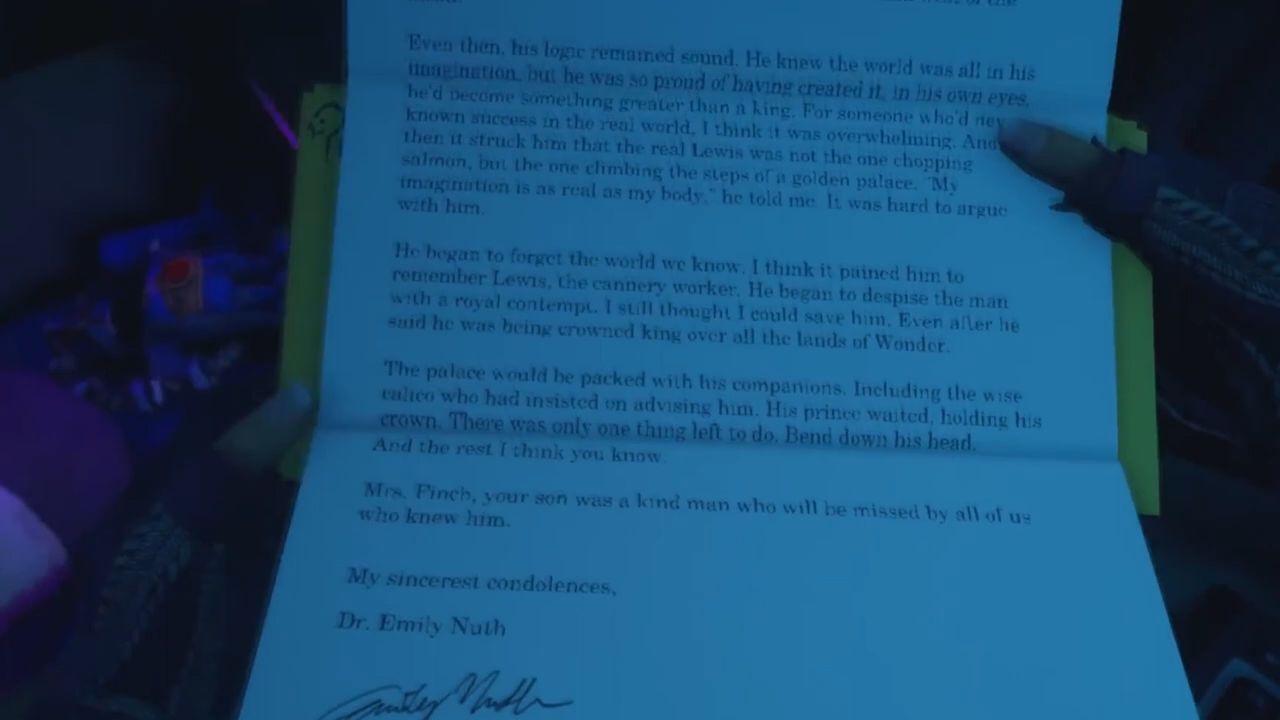 Even then, his logic remained sound. He knew the world was all in his
imagination, but he was so proud of having created it, in his own eyes,
he'd become something greater than a king. For someone who'd nev
known success in the real world, I think it was overwhelming. And
then it struck him that the real Lewis was not the one chopping
salmon, but the one climbing the steps of a golden palace. "My
imagination is as real as my body," he told me. It was hard to argue
with him.
He began to forget the world we know. I think it pained him to
remember Lewis, the cannery worker. He began to despise the man
with a royal contempt. I still thought I could save him. Even after he
said he was being crowned king over all the lands of Wonder.
The palace would be packed with his companions. Including the wise
calico who had insisted on advising him. His prince waited, holding his
crown. There was only one thing left to do. Bend down his head.
And the rest I think you know.
Mrs. Finch, your son was a kind man who will be missed by all of us
who knew him.
My sincerest condolences,
Dr. Emily Nuth